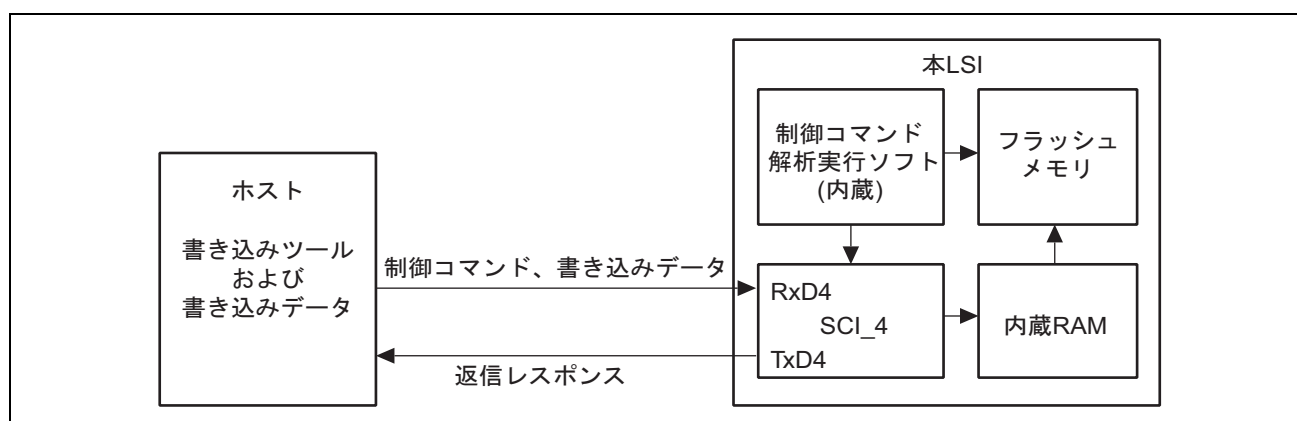 本LSI
制御コマンド
解析実行ソフト
(内蔵)
フラッシュ
メモリ
ホスト
書き込みツール
および
書き込みデータ
制御コマンド、書き込みデータ
RxD4
SCI_4
TxD4
内蔵RAM
返信レスポンス